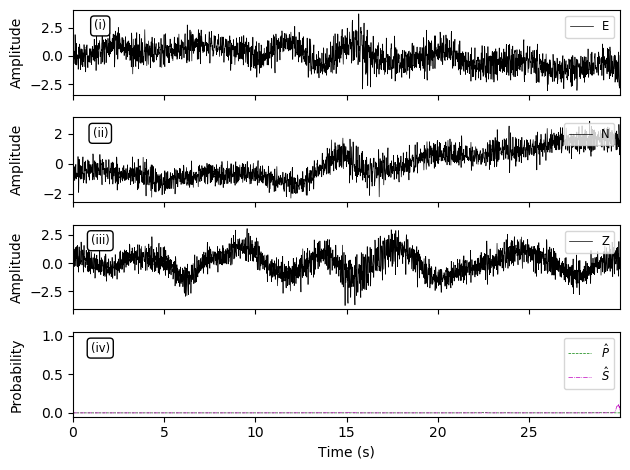 (i)
E
2.5
0.0
−2.5
Amplitude
(ii)
N
2
0
−2
Amplitude
(iii)
Z
2.5
0.0
−2.5
Amplitude
(iv)
P̂
Ŝ
1.0
0.5
0.0
Probability
0 5 10 15 20 25
Time (s)